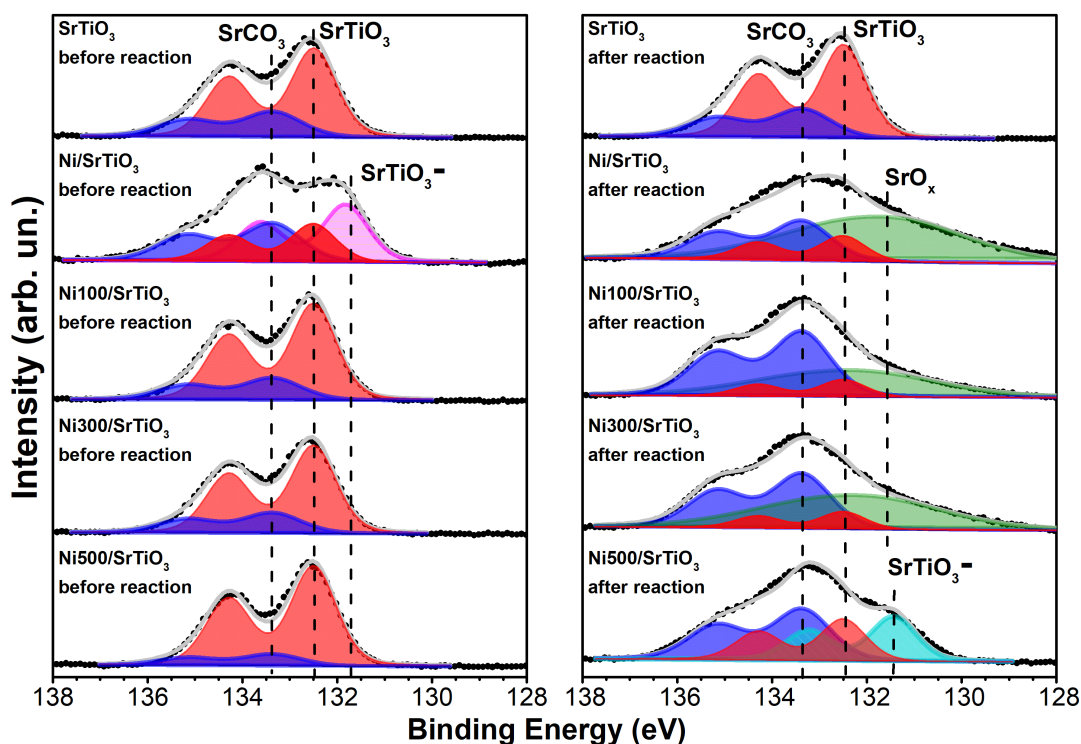 Intensity (arb. un.)
SrTiO₃
before reaction
SrCO₃
SrTiO₃
Ni/SrTiO₃
before reaction
SrTiO₃⁻
Ni100/SrTiO₃
before reaction
Ni300/SrTiO₃
before reaction
Ni500/SrTiO₃
before reaction
138 136 134 132 130 128
SrTiO₃
after reaction
SrCO₃
SrTiO₃
Ni/SrTiO₃
after reaction
SrOₓ
Ni100/SrTiO₃
after reaction
Ni300/SrTiO₃
after reaction
Ni500/SrTiO₃
after reaction
SrTiO₃⁻
138 136 134 132 130 128
Binding Energy (eV)